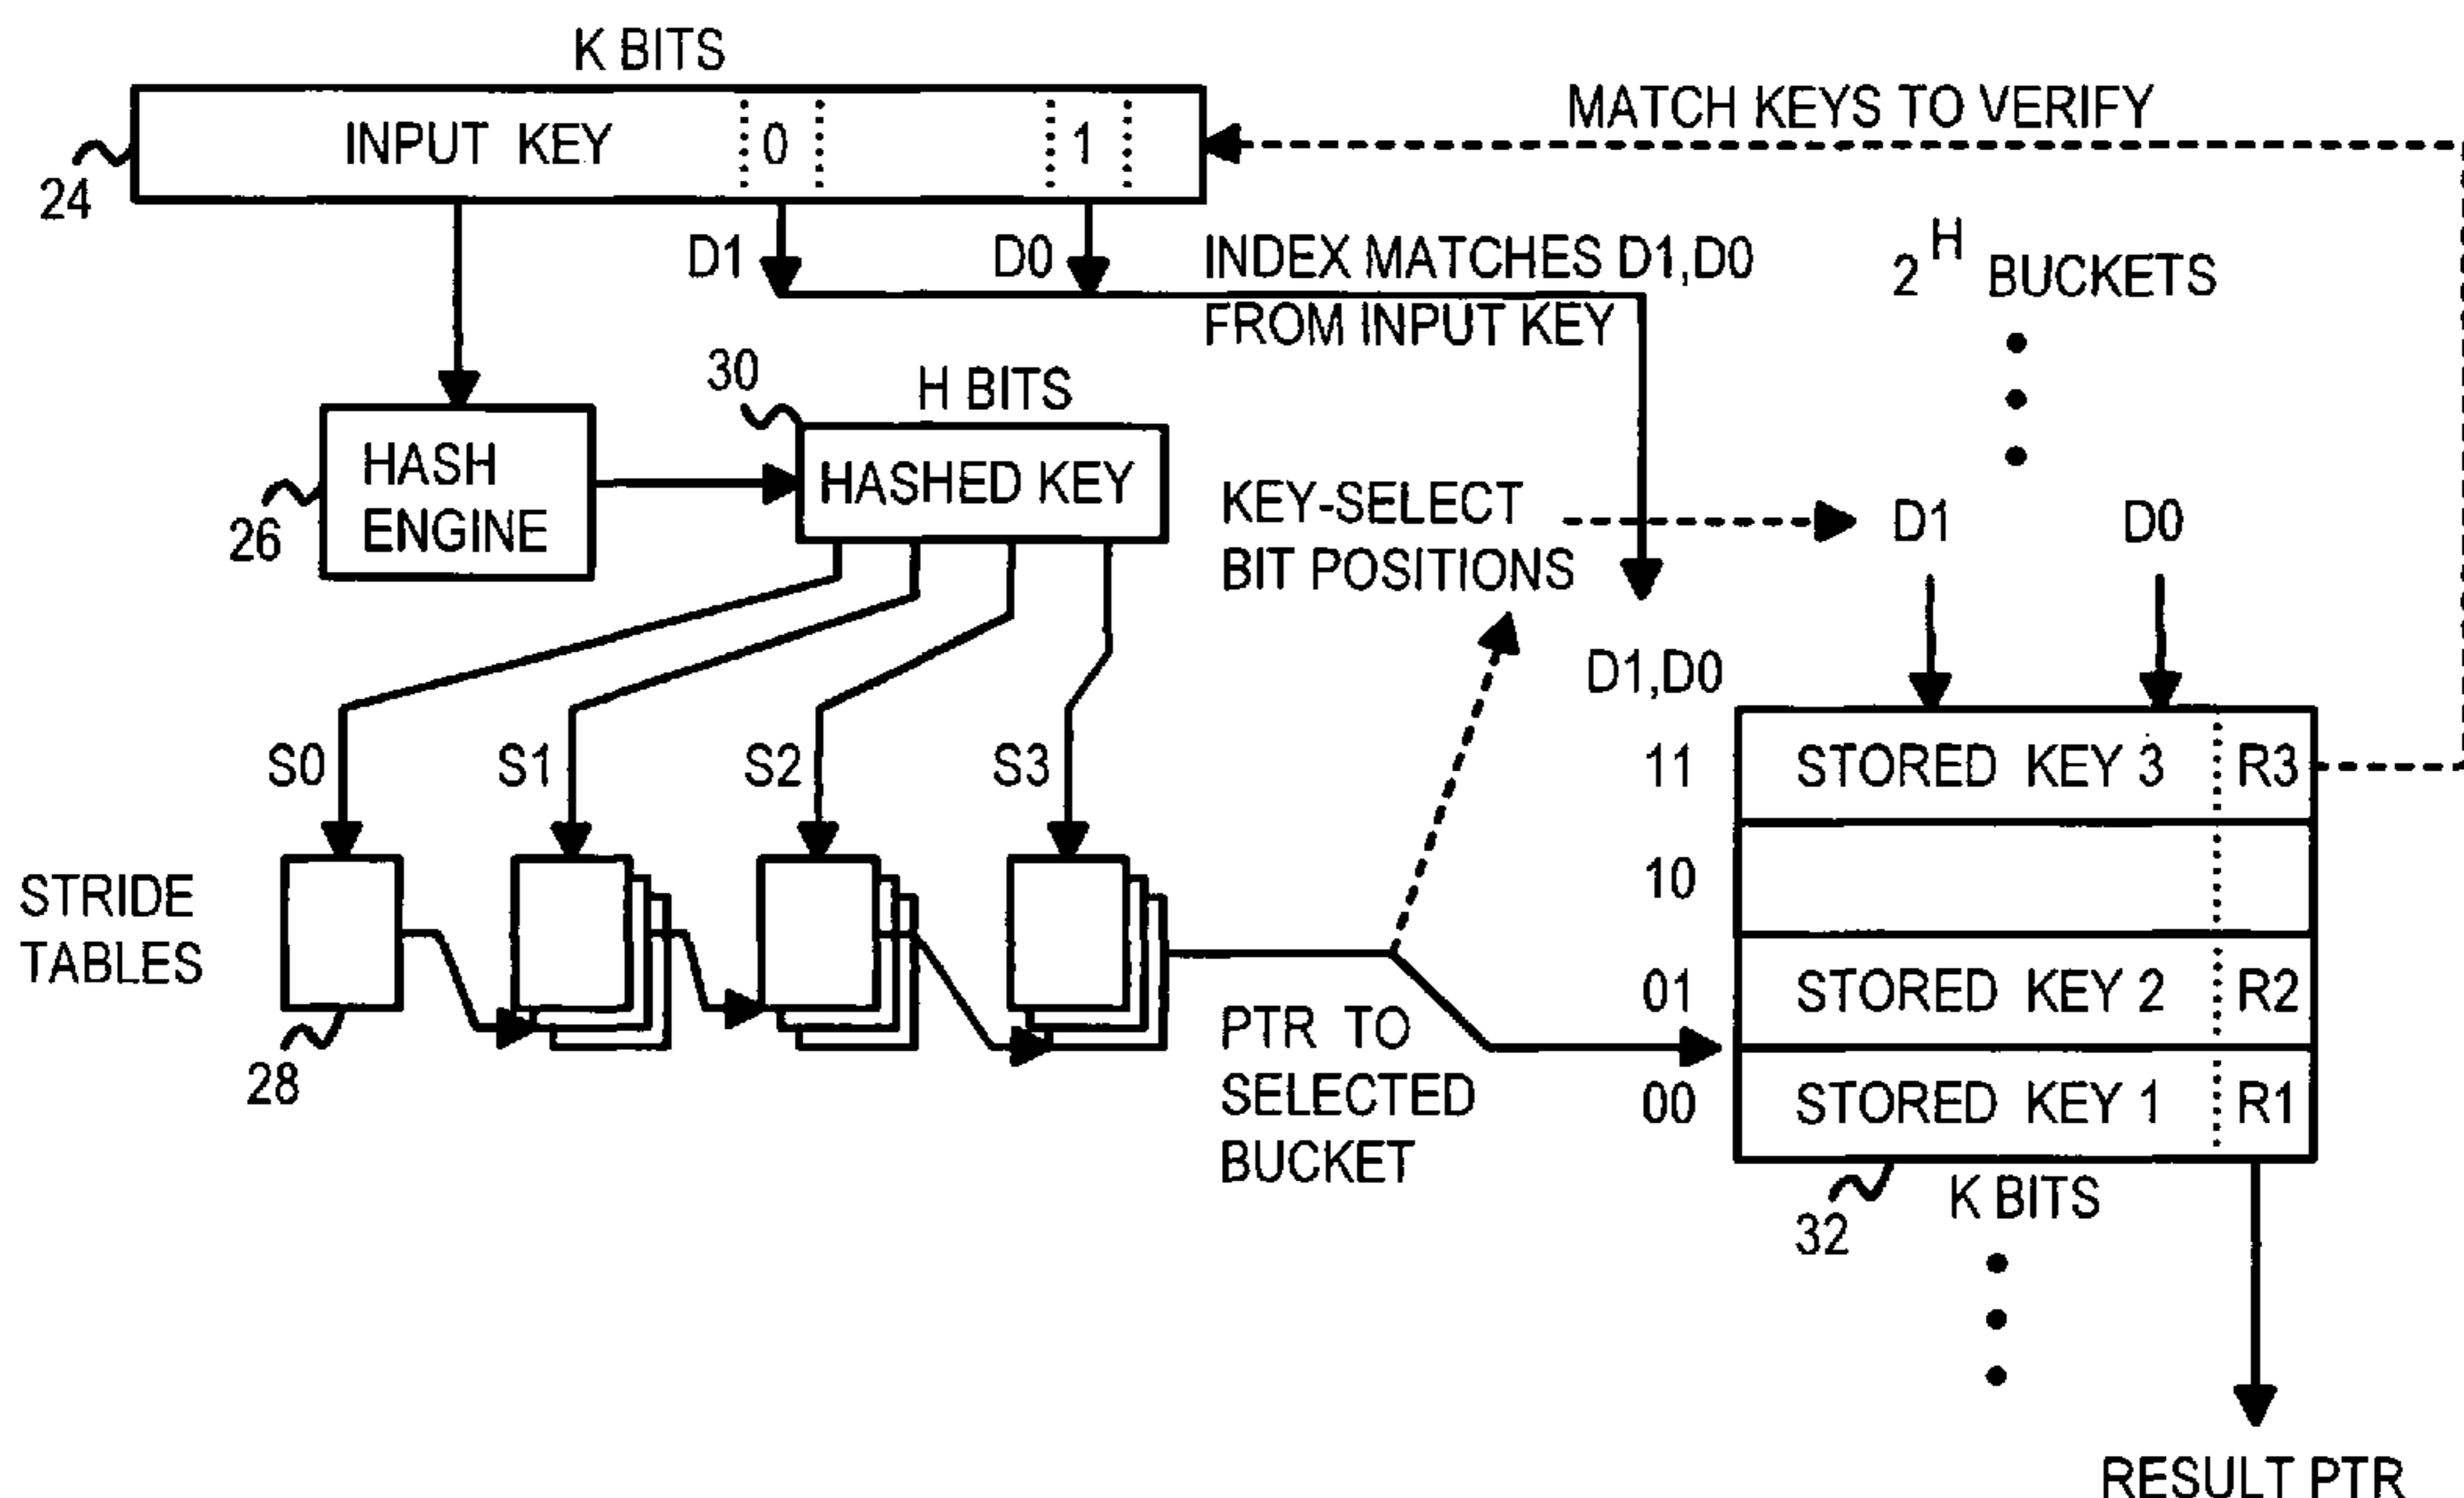 K BITS
INPUT KEY 0 1
MATCH KEYS TO VERIFY
24
D1 D0
INDEX MATCHES D1,D0
FROM INPUT KEY
2 H BUCKETS
30
H BITS
HASH
ENGINE
26
HASHED KEY
KEY-SELECT
BIT POSITIONS
D1 D0
D1,D0
S0 S1 S2 S3
11 STORED KEY 3 R3
10
01 STORED KEY 2 R2
00 STORED KEY 1 R1
STRIDE
TABLES
28
PTR TO
SELECTED
BUCKET
32
K BITS
RESULT PTR